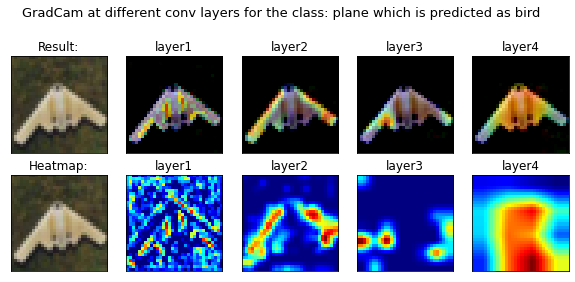 GradCam at different conv layers for the class: plane which is predicted as bird
Result: layer1 layer2 layer3 layer4
Heatmap: layer1 layer2 layer3 layer4